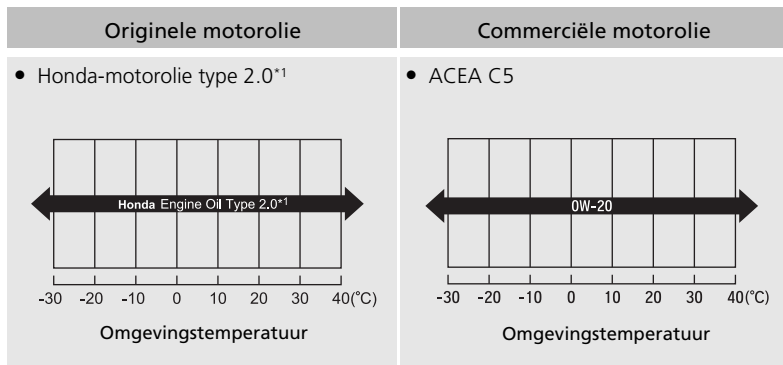 Originele motorolie
Commerciële motorolie
• Honda-motorolie type 2.0*1
• ACEA C5
Honda Engine Oil Type 2.0*1
0W-20
-30 -20 -10 0 10 20 30 40(°C)
-30 -20 -10 0 10 20 30 40(°C)
Omgevingstemperatuur
Omgevingstemperatuur